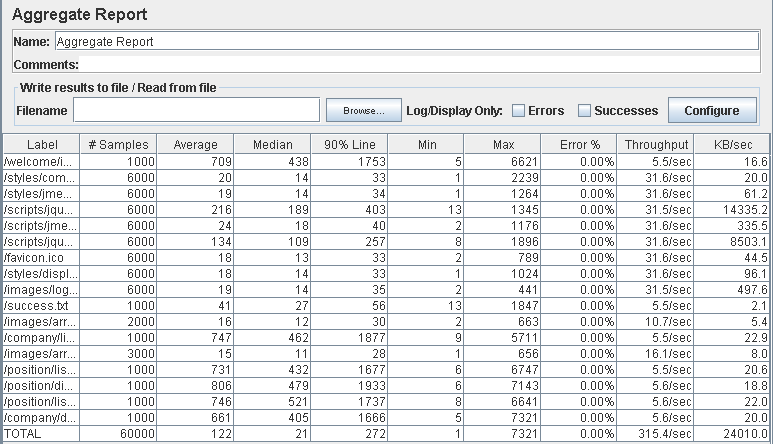 Aggregate Report
Name: Aggregate Report
Comments:
Write results to file / Read from file
Filename Browse... Log/Display Only: Errors Successes Configure
Label # Samples Average Median 90% Line Min Max Error % Throughput KB/sec
/welcome/i... 1000 709 438 1753 5 6621 0.00% 5.5/sec 16.6
/styles/com... 6000 20 14 33 1 2239 0.00% 31.6/sec 20.0
/styles/jme... 6000 19 14 34 1 1264 0.00% 31.6/sec 61.2
/scripts/jqu... 6000 216 189 403 13 1345 0.00% 31.5/sec 14335.2
/scripts/jme... 6000 24 18 40 2 1176 0.00% 31.6/sec 335.5
/scripts/jqu... 6000 134 109 257 8 1896 0.00% 31.6/sec 8503.1
/favicon.ico 6000 18 13 33 2 789 0.00% 31.6/sec 44.5
/styles/displ... 6000 18 14 33 1 1024 0.00% 31.6/sec 96.1
/images/log... 6000 19 14 35 2 441 0.00% 31.5/sec 497.6
/success.txt 1000 41 27 56 13 1847 0.00% 5.5/sec 2.1
/images/arr... 2000 16 12 30 2 663 0.00% 10.7/sec 5.4
/company/li... 1000 747 462 1877 9 5711 0.00% 5.5/sec 22.9
/images/arr... 3000 15 11 28 1 656 0.00% 16.1/sec 8.0
/position/lis... 1000 731 432 1677 6 6747 0.00% 5.5/sec 20.6
/position/di... 1000 806 479 1933 6 7143 0.00% 5.6/sec 18.8
/position/lis... 1000 746 521 1737 8 6641 0.00% 5.6/sec 22.0
/company/d... 1000 661 405 1666 5 7321 0.00% 5.6/sec 20.0
TOTAL 60000 122 21 272 1 7321 0.00% 315.4/sec 24010.0